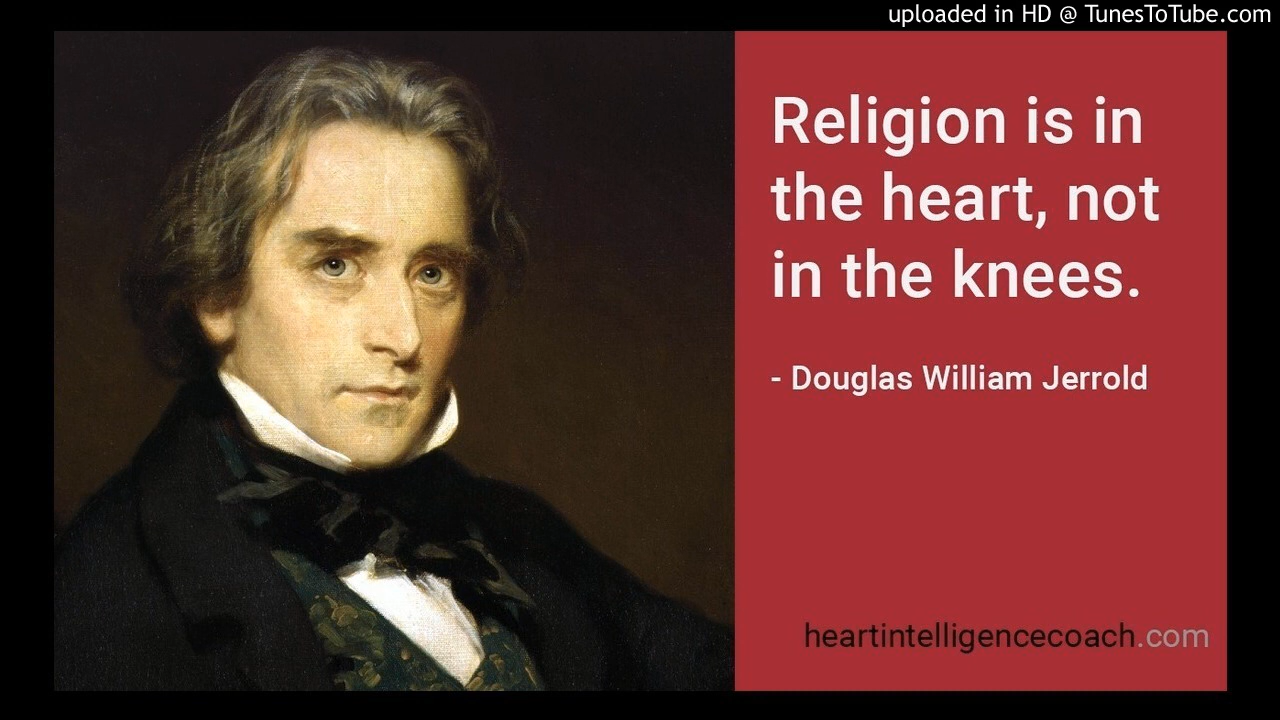 uploaded in HD @ TunesToTube.com
Religion is in
the heart, not
in the knees.
- Douglas William Jerrold
heartintelligencecoach.com